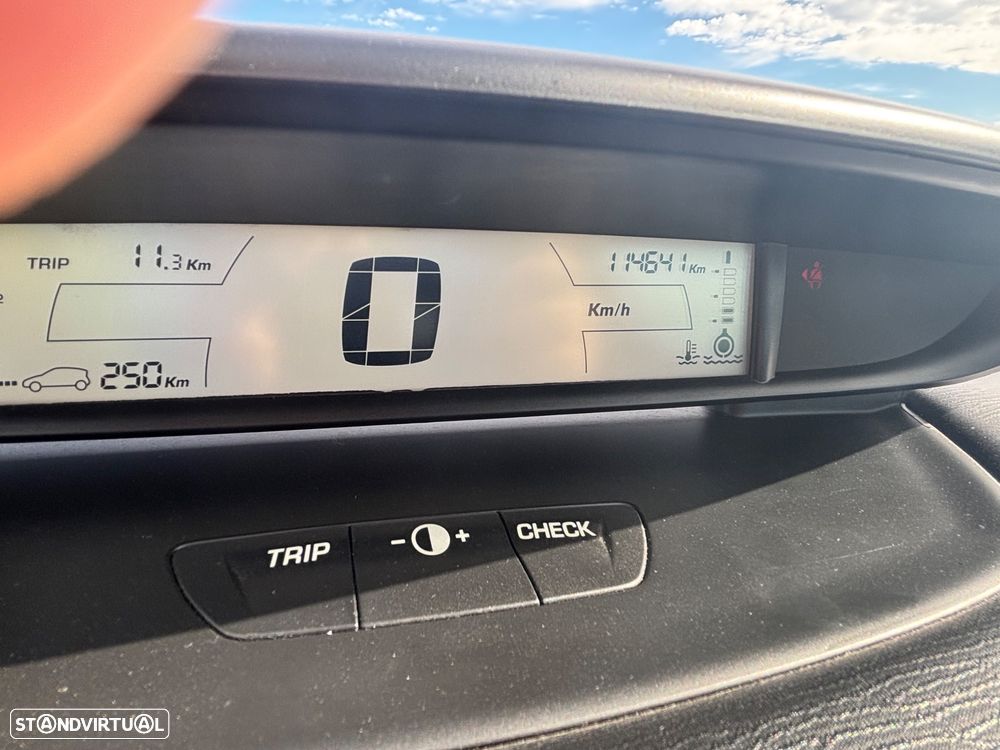 TRIP 11.3 Km
0
114641 Km
Km/h
250 Km
TRIP
- +
CHECK
STANDVIRTUAL